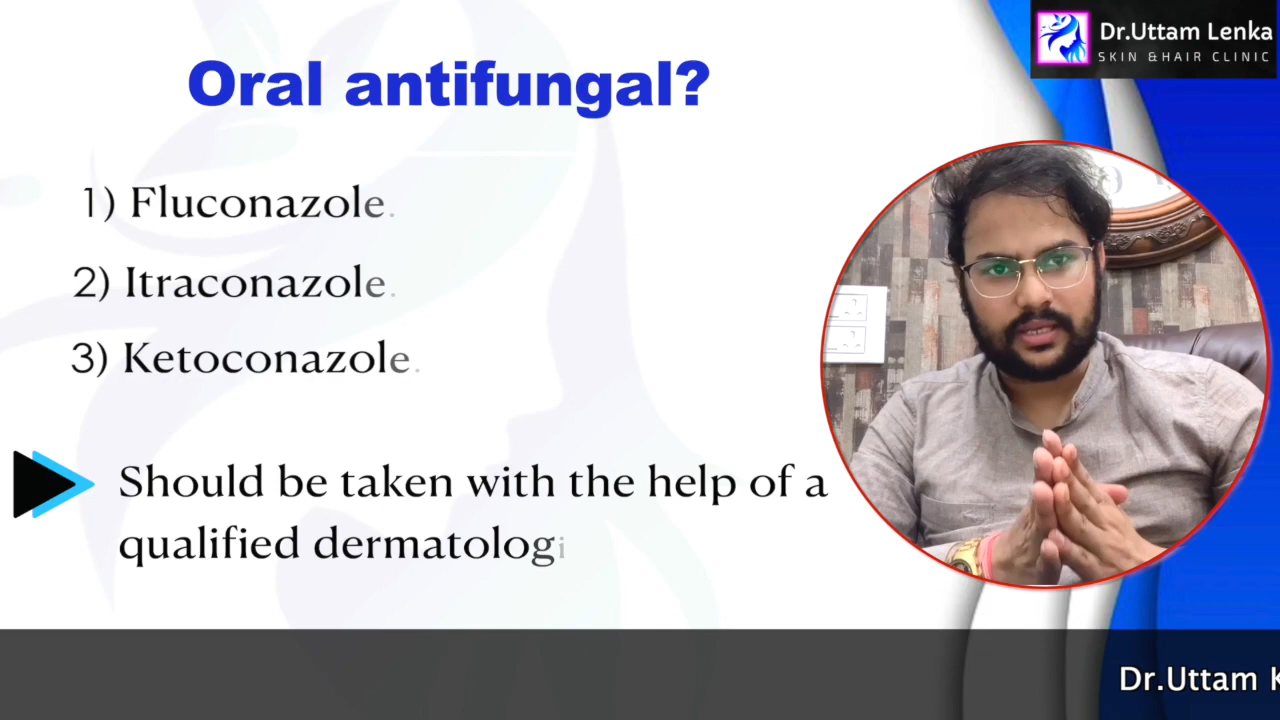 Dr.Uttam Lenka
SKIN &HAIR CLINIC
Oral antifungal?
1) Fluconazole.
2) Itraconazole.
3) Ketoconazole.
Should be taken with the help of a
qualified dermatologi
Dr.Uttam K